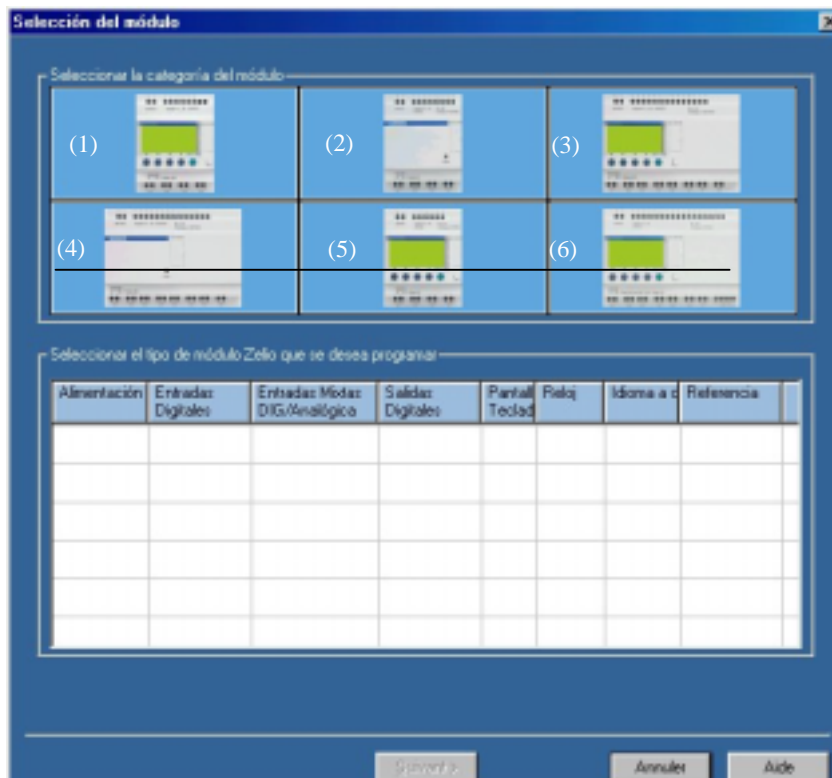 Selección del módulo
Seleccionar la categoría del módulo
(1) (2) (3)
(4) (5) (6)
Seleccionar el tipo de módulo Zelio que se desea programar
Alimentación Entradas Digitales Entradas Mixtas DIG/Analógica Salidas Digitales Pantall Teclad Reloj Idioma a c Referencia
Annuler Aide